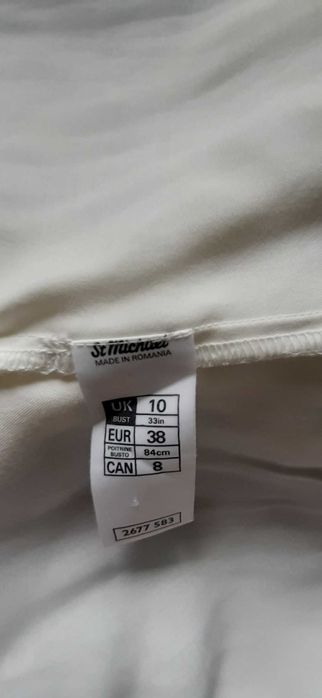 St Michael
MADE IN ROMANIA
UK 10
BUST 33in
EUR 38
POITRINE BUSTO 84cm
CAN 8
2677 583